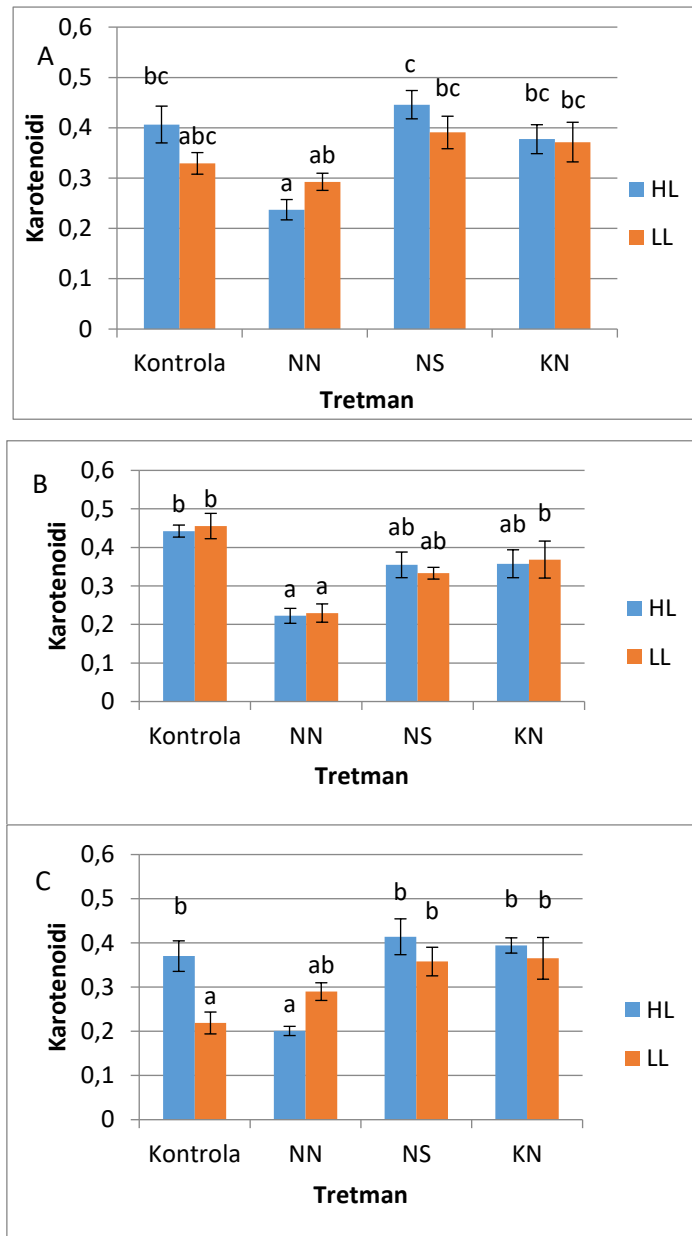 A
0,6
0,5
0,4
0,3
0,2
0,1
0
Karotenoidi
bc
abc
a
ab
c
bc
bc
bc
HL
LL
Kontrola NN NS KN
Tretman
B
0,6
0,5
0,4
0,3
0,2
0,1
0
Karotenoidi
b
b
a
a
ab
ab
ab
b
HL
LL
Kontrola NN NS KN
Tretman
C
0,6
0,5
0,4
0,3
0,2
0,1
0
Karotenoidi
b
a
a
ab
b
b
b
b
HL
LL
Kontrola NN NS KN
Tretman